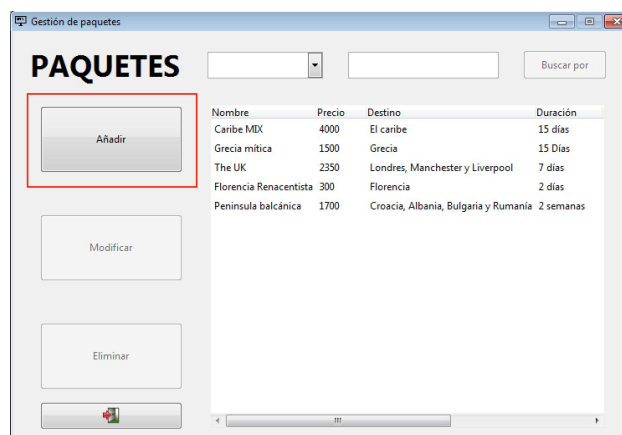 Gestión de paquetes
PAQUETES
Buscar por
Añadir
Modificar
Eliminar
Nombre Precio Destino Duración
Caribe MIX 4000 El caribe 15 días
Grecia mítica 1500 Grecia 15 Días
The UK 2350 Londres, Manchester y Liverpool 7 días
Florencia Renacentista 300 Florencia 2 días
Peninsula balcánica 1700 Croacia, Albania, Bulgaria y Rumanía 2 semanas